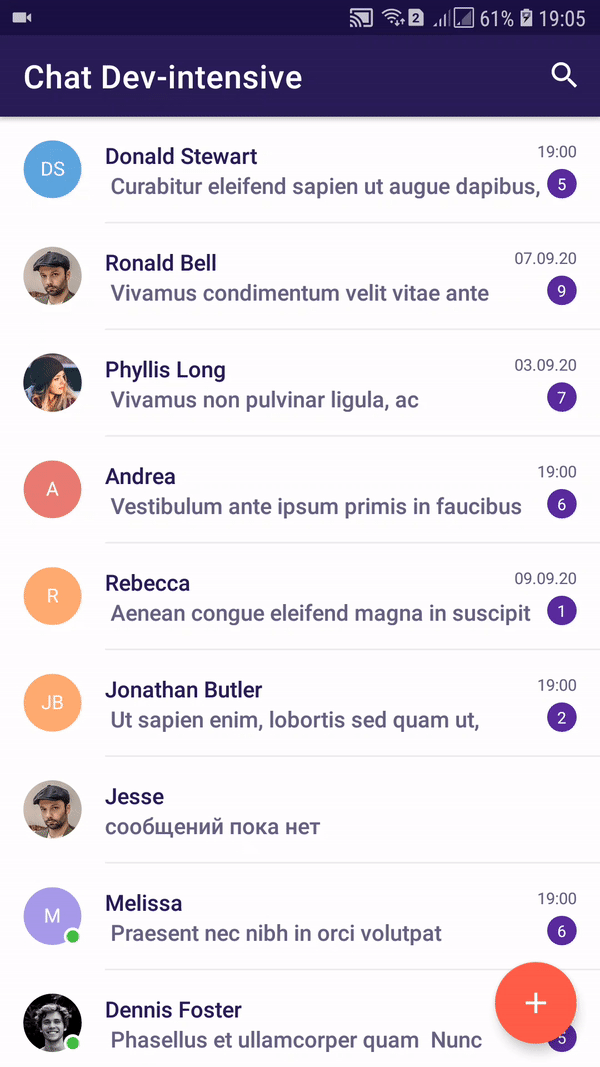 2 61% 19:05
Chat Dev-intensive
DS Donald Stewart 19:00
Curabitur eleifend sapien ut augue dapibus, 5
Ronald Bell 07.09.20
Vivamus condimentum velit vitae ante 9
Phyllis Long 03.09.20
Vivamus non pulvinar ligula, ac 7
A Andrea 19:00
Vestibulum ante ipsum primis in faucibus 6
R Rebecca 09.09.20
Aenean congue eleifend magna in suscipit 1
JB Jonathan Butler 19:00
Ut sapien enim, lobortis sed quam ut, 2
Jesse
сообщений пока нет
M Melissa 19:00
Praesent nec nibh in orci volutpat 6
Dennis Foster
Phasellus et ullamcorper quam Nunc 5